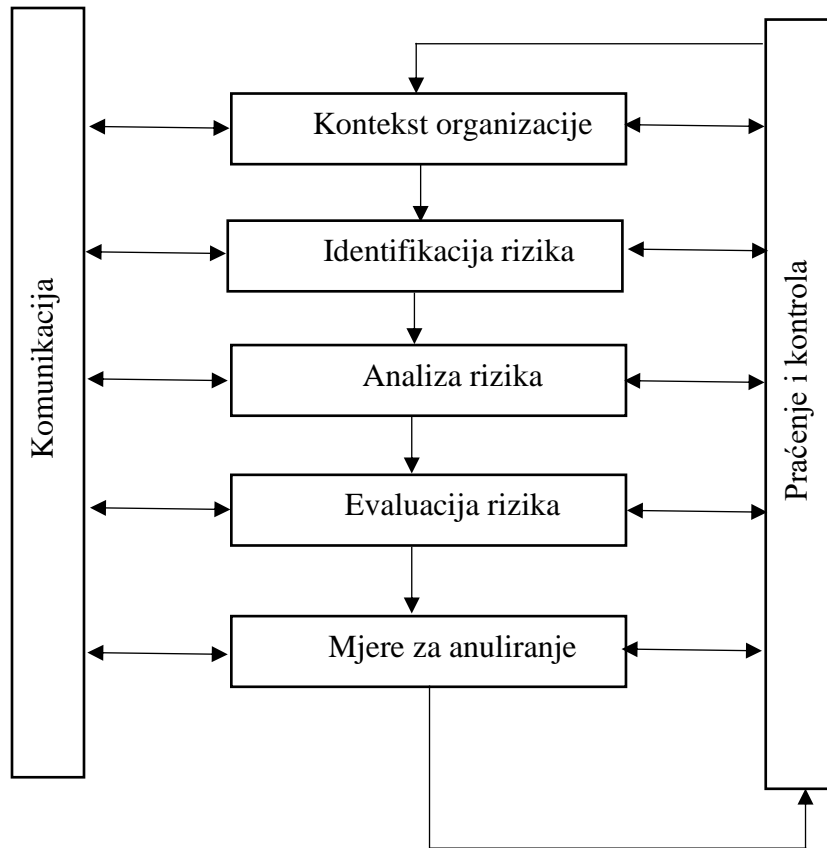 Komunikacija
Kontekst organizacije
Identifikacija rizika
Analiza rizika
Evaluacija rizika
Mjere za anuliranje
Praćenje i kontrola